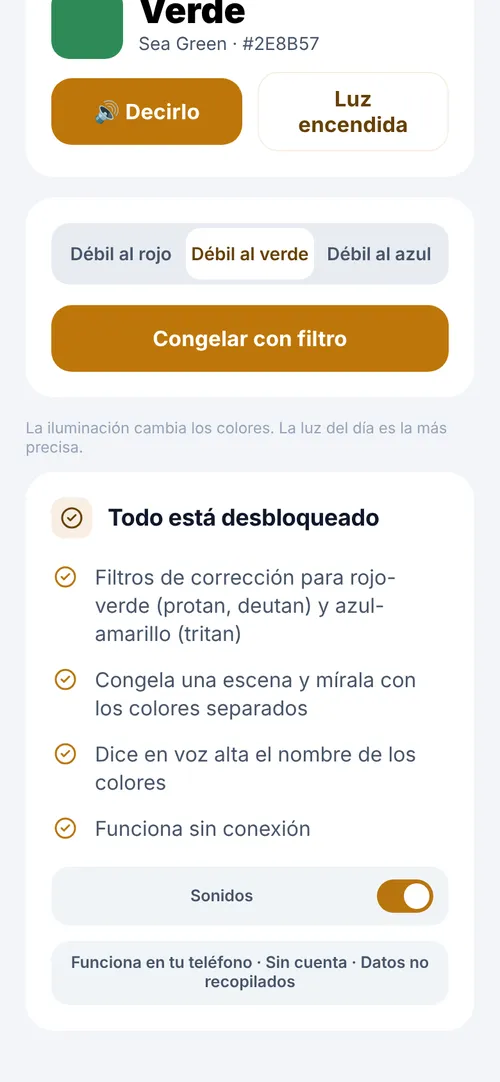 Verde
Sea Green · #2E8B57
🔊 Decirlo
Luz
encendida
Débil al rojo
Débil al verde
Débil al azul
Congelar con filtro
La iluminación cambia los colores. La luz del día es la más
precisa.
Todo está desbloqueado
Filtros de corrección para rojo-
verde (protan, deutan) y azul-
amarillo (tritan)
Congela una escena y mírala con
los colores separados
Dice en voz alta el nombre de los
colores
Funciona sin conexión
Sonidos
Funciona en tu teléfono · Sin cuenta · Datos no
recopilados